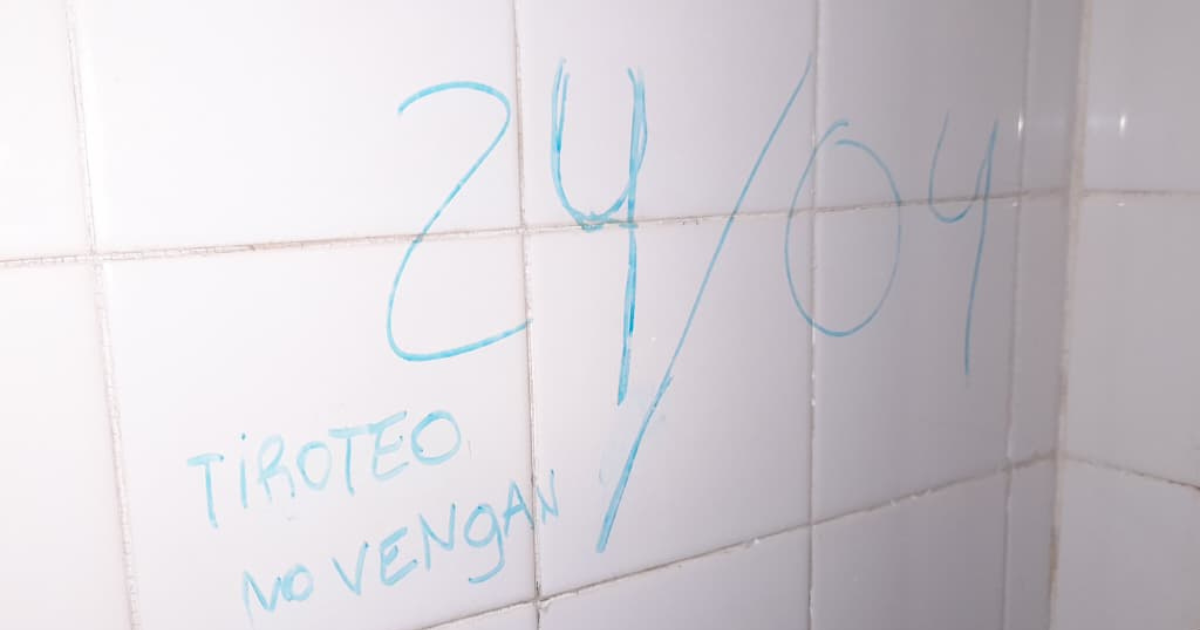 24/04
TiROTEO
NO VENgAN